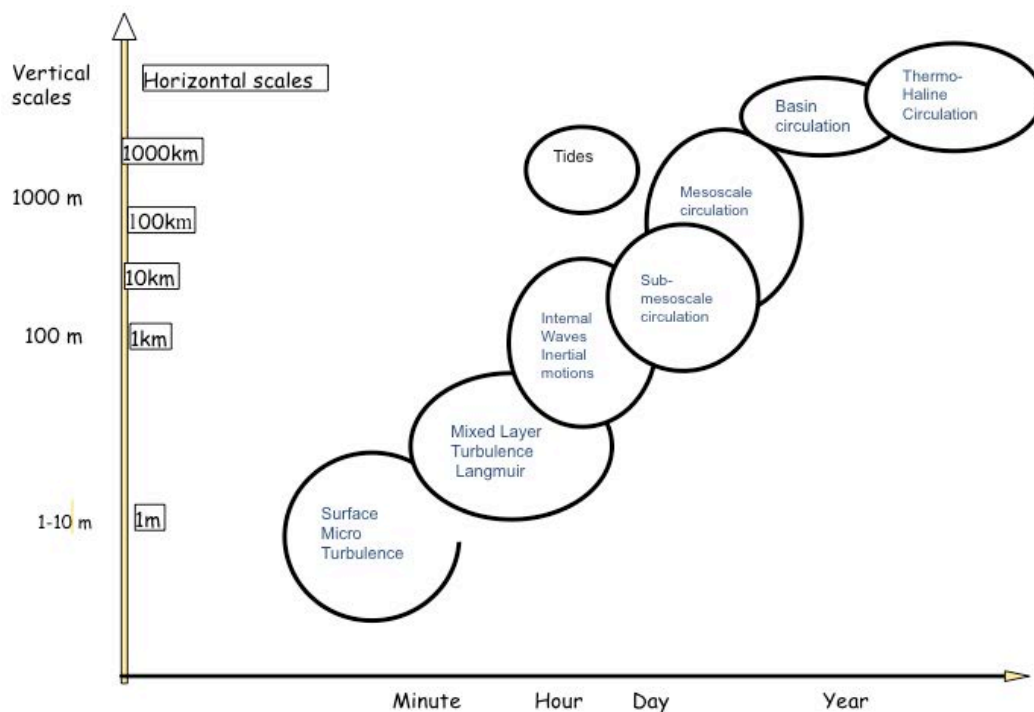 Vertical
scales
Horizontal scales
1000km
1000 m
100km
10km
100 m
1km
1-10 m
1m
Thermo-
Haline
Circulation
Basin
circulation
Tides
Mesoscale
circulation
Sub-
mesoscale
circulation
Internal
Waves
Inertial
motions
Mixed Layer
Turbulence
Langmuir
Surface
Micro
Turbulence
Minute
Hour
Day
Year